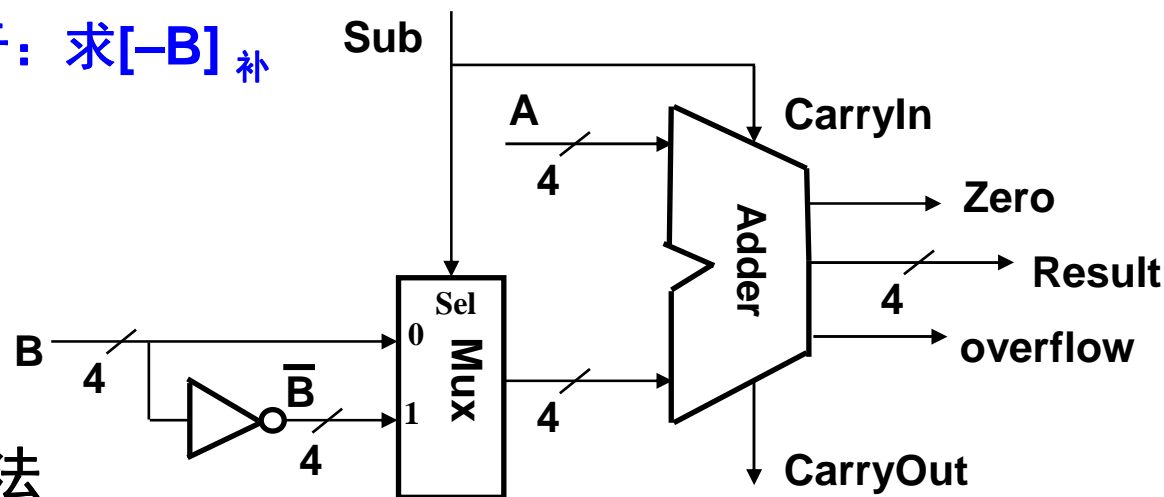 ：求[–B] 补
Sub
CarryIn
A
4
Zero
Adder
Result
4
Sel
0
B
4
Mux
overflow
B̅
1
4
4
法
CarryOut